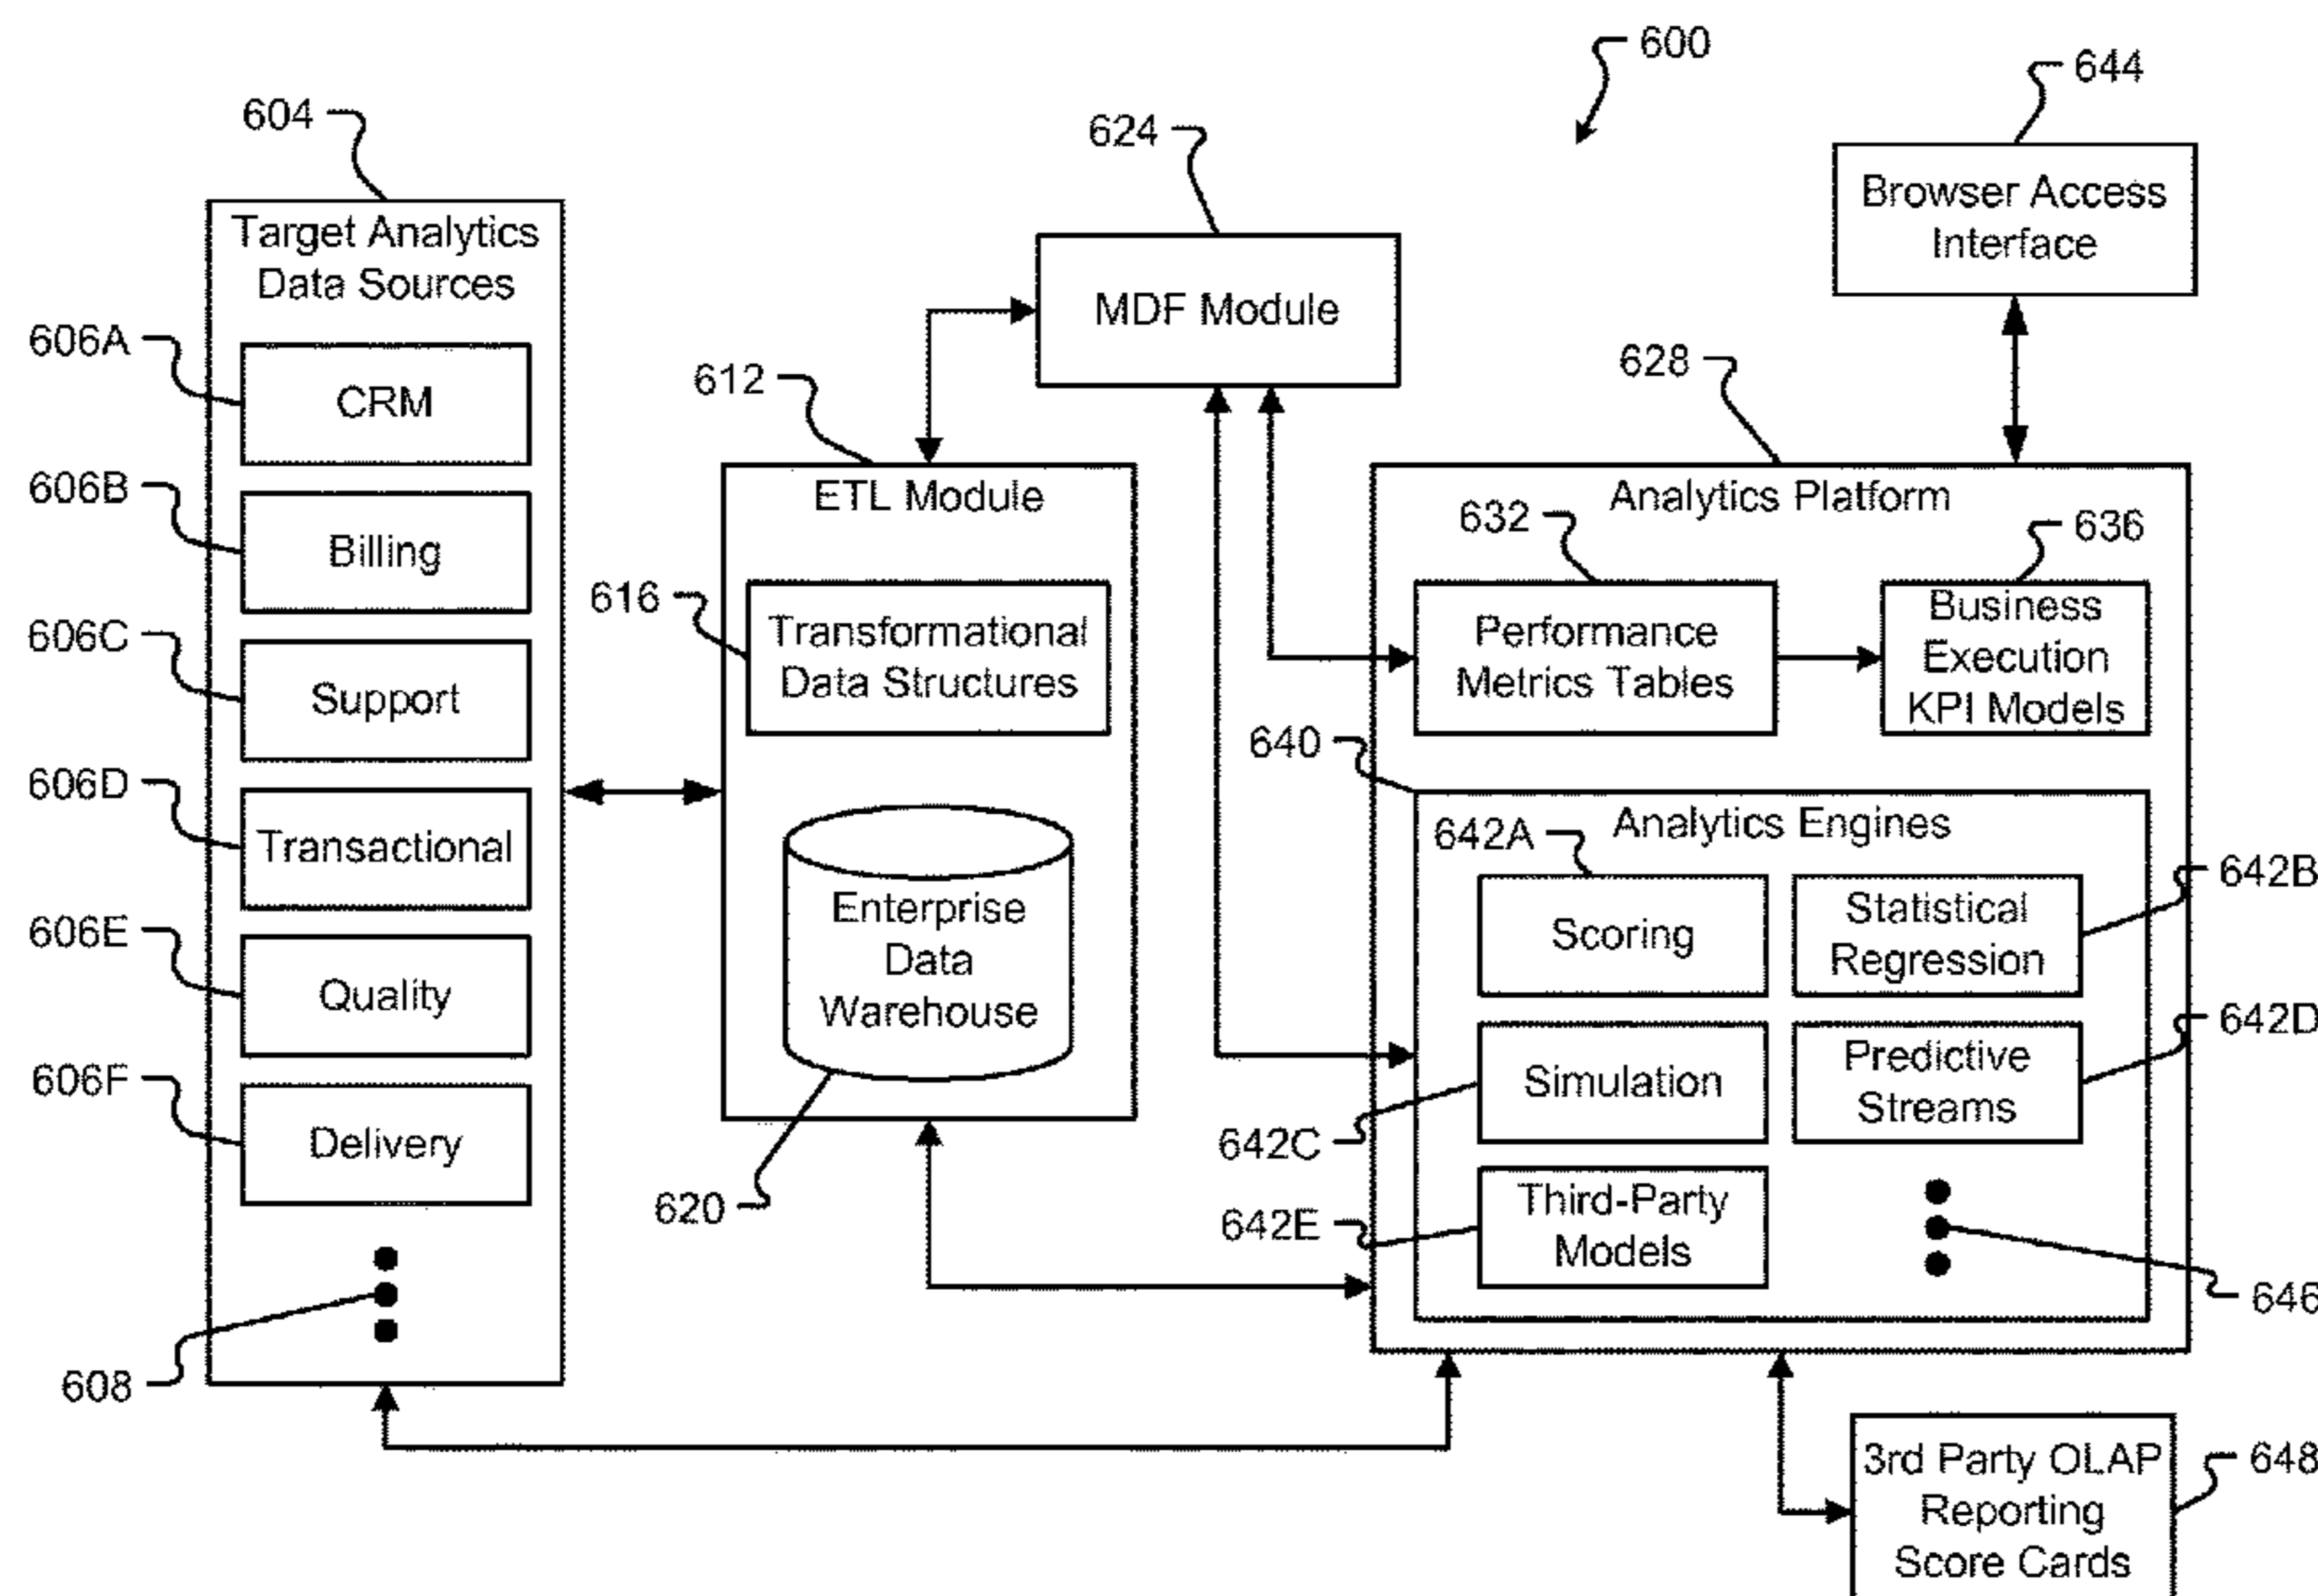 600
644
604
624
Browser Access
Interface
Target Analytics
Data Sources
MDF Module
606A
CRM
612
628
606B
Billing
ETL Module
Analytics Platform
632
636
616
Transformational
Data Structures
Performance
Metrics Tables
Business
Execution
KPI Models
606C
Support
640
606D
Transactional
Analytics Engines
642A
642B
Scoring
Statistical
Regression
Enterprise
Data
Warehouse
606E
Quality
642D
Simulation
Predictive
Streams
606F
Delivery
642C
620
642E
Third-Party
Models
646
608
3rd Party OLAP
Reporting
Score Cards
648